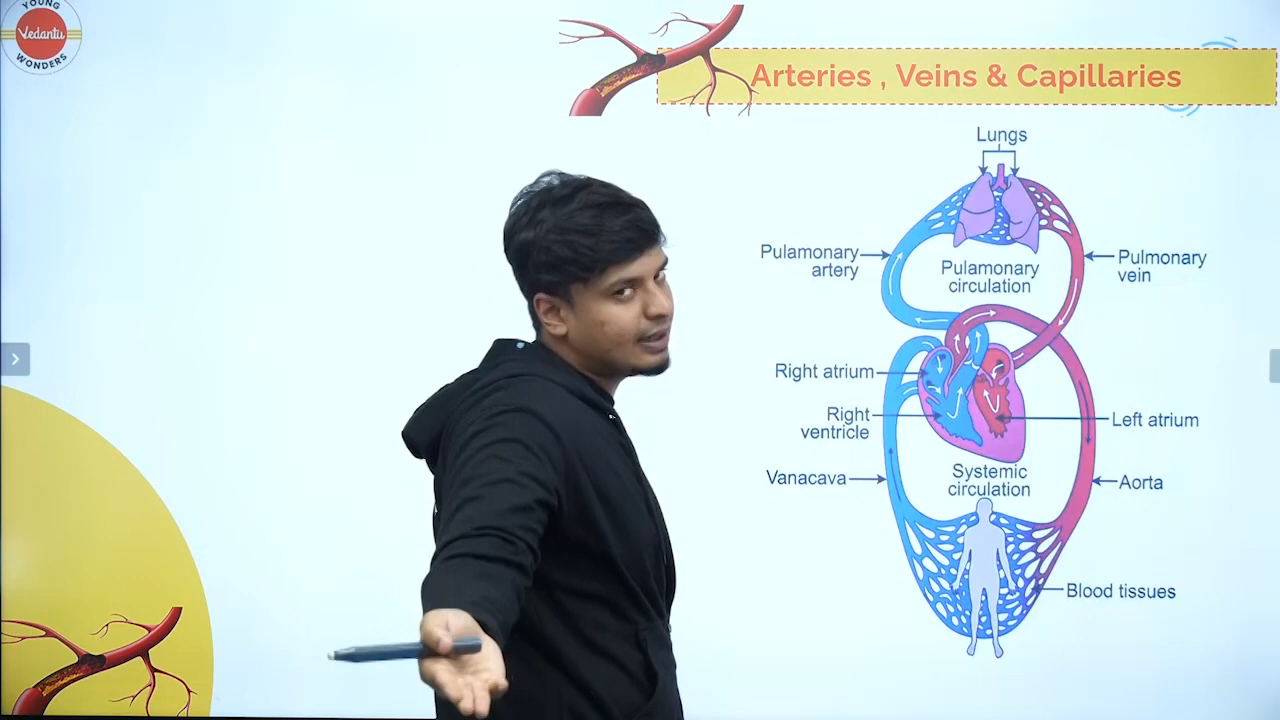 YOUNG
Vedantu
WONDERS
Arteries , Veins & Capillaries
Lungs
Pulamonary
artery
Pulamonary
circulation
Pulmonary
vein
Right atrium
Right
ventricle
Left atrium
Vanacava
Systemic
circulation
Aorta
Blood tissues